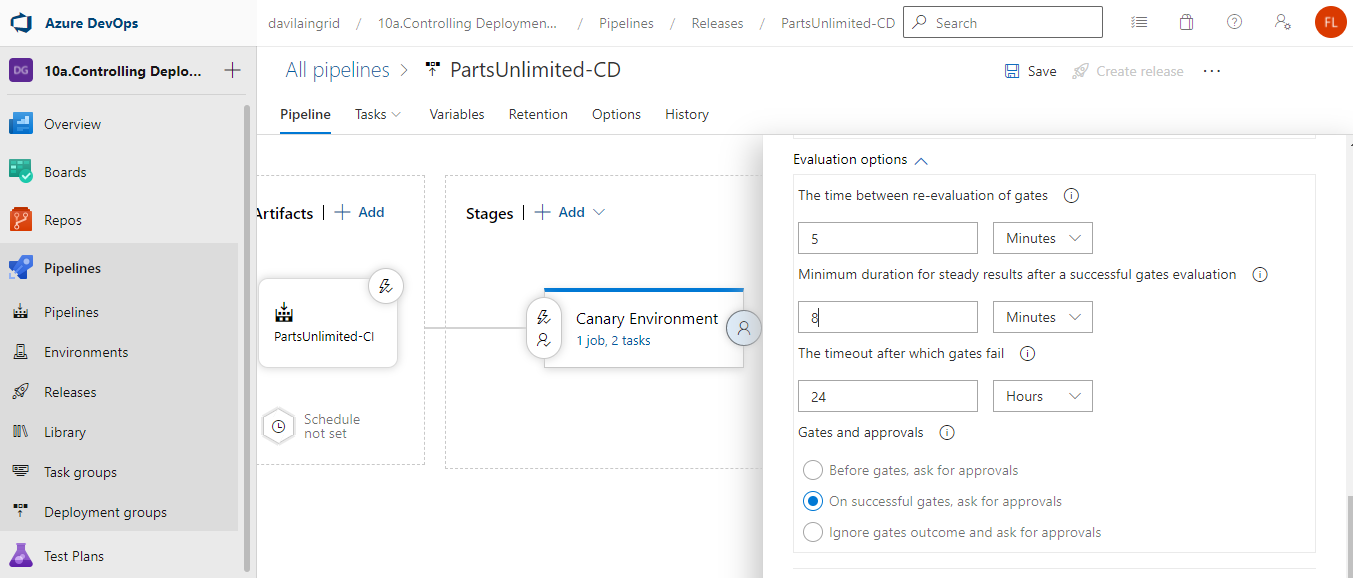 Azure DevOps
davilaingrid / 10a.Controlling Deploymen... / Pipelines / Releases / PartsUnlimited-CD
Search
FL
DG 10a.Controlling Deplo...
All pipelines > PartsUnlimited-CD
Save
Create release
Pipeline
Tasks
Variables
Retention
Options
History
Overview
Boards
Repos
Pipelines
Pipelines
Environments
Releases
Library
Task groups
Deployment groups
Test Plans
Artifacts | + Add
PartsUnlimited-CI
Schedule
not set
Stages | + Add
Canary Environment
1 job, 2 tasks
Evaluation options
The time between re-evaluation of gates
5 Minutes
Minimum duration for steady results after a successful gates evaluation
8 Minutes
The timeout after which gates fail
24 Hours
Gates and approvals
Before gates, ask for approvals
On successful gates, ask for approvals
Ignore gates outcome and ask for approvals